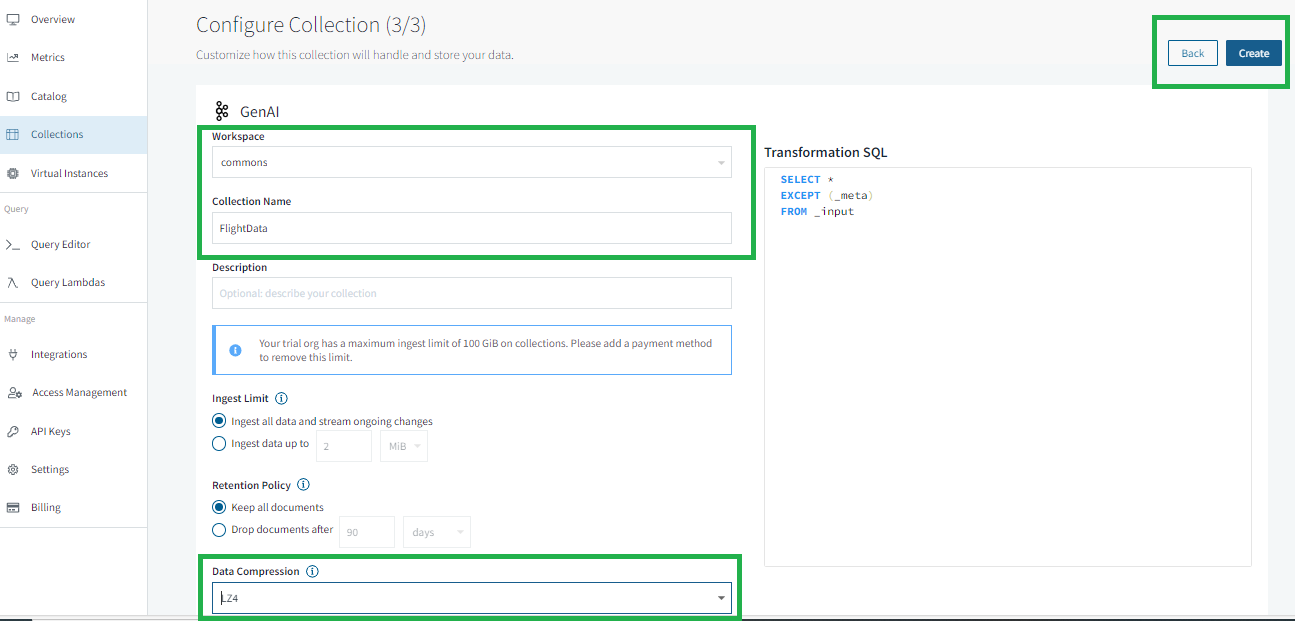 Overview
Metrics
Catalog
Collections
Virtual Instances
Query
Query Editor
Query Lambdas
Manage
Integrations
Access Management
API Keys
Settings
Billing
Configure Collection (3/3)
Customize how this collection will handle and store your data.
Back
Create
GenAI
Workspace
commons
Collection Name
FlightData
Description
Optional: describe your collection
Your trial org has a maximum ingest limit of 100 GiB on collections. Please add a payment method
to remove this limit.
Ingest Limit
Ingest all data and stream ongoing changes
Ingest data up to 2 MiB
Retention Policy
Keep all documents
Drop documents after 90 days
Data Compression
LZ4
Transformation SQL
SELECT *
EXCEPT (_meta)
FROM _input